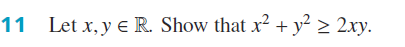 11 Let x, y ∈ ℝ. Show that x² + y² ≥ 2xy.